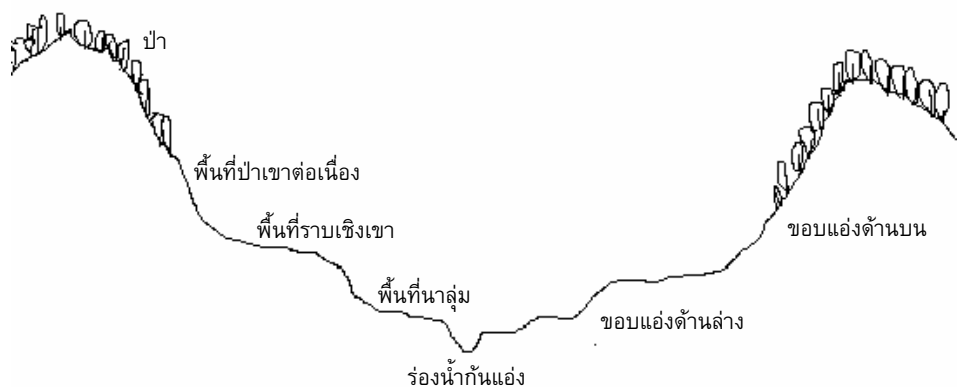 ป่า
พื้นที่ป่าเขาต่อเนื่อง
พื้นที่ราบเชิงเขา
ขอบแอ่งด้านบน
พื้นที่นาลุ่ม
ขอบแอ่งด้านล่าง
ร่องน้ำก้นแอ่ง